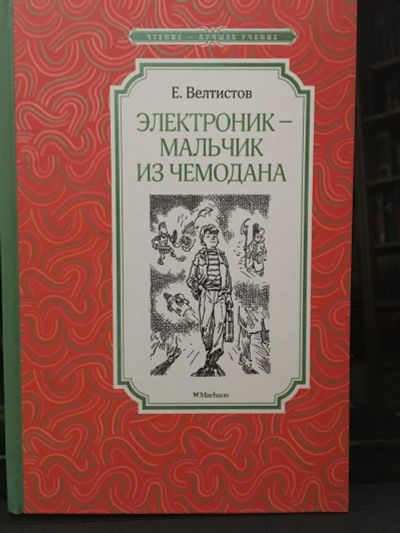 ЧТЕНИЕ – ЛУЧШЕЕ УЧЕНИЕ
Е. Велтистов
ЭЛЕКТРОНИК –
МАЛЬЧИК
ИЗ ЧЕМОДАНА
Machaon